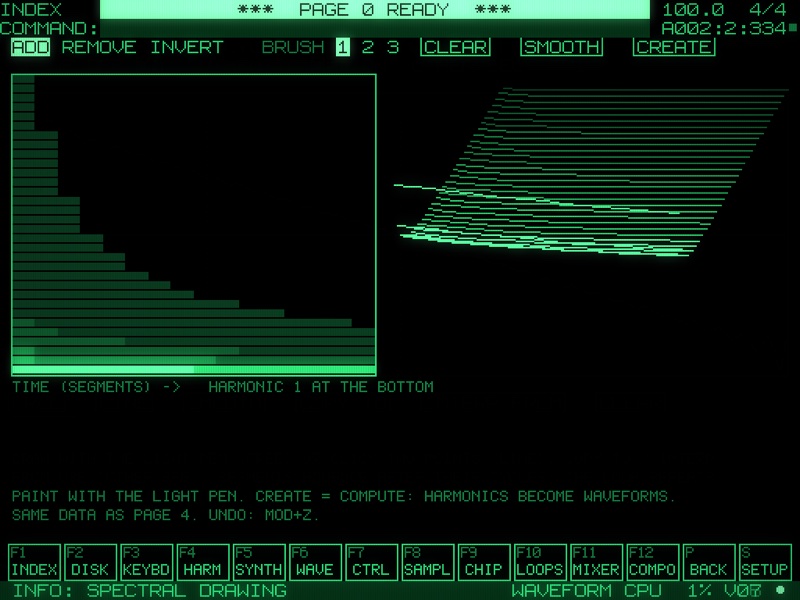 INDEX *** PAGE 0 READY *** 100.0 4/4
COMMAND: A002:2:334
ADD REMOVE INVERT BRUSH 1 2 3 CLEAR SMOOTH CREATE
TIME (SEGMENTS) -> HARMONIC 1 AT THE BOTTOM
PAINT WITH THE LIGHT PEN. CREATE = COMPUTE: HARMONICS BECOME WAVEFORMS.
SAME DATA AS PAGE 4. UNDO: MOD+Z.
F1 F2 F3 F4 F5 F6 F7 F8 F9 F10 F11 F12 P S
INDEX DISK KEYBD HARM SYNTH WAVE CTRL SAMPL CHIP LOOPS MIXER COMPO BACK SETUP
INFO: SPECTRAL DRAWING WAVEFORM CPU 1%